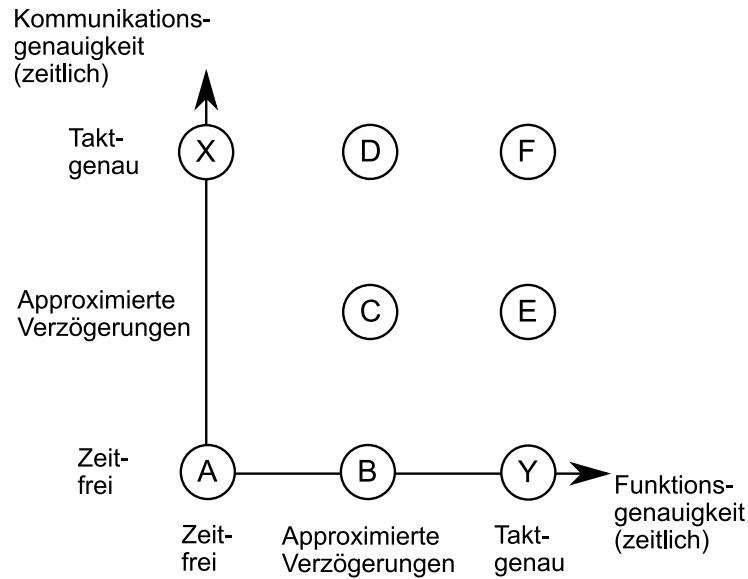 Kommunikations-
genauigkeit
(zeitlich)
Takt-
genau
X
D
F
Approximierte
Verzögerungen
C
E
Zeit-
frei
A
B
Y
Funktions-
genauigkeit
(zeitlich)
Zeit-
frei
Approximierte
Verzögerungen
Takt-
genau